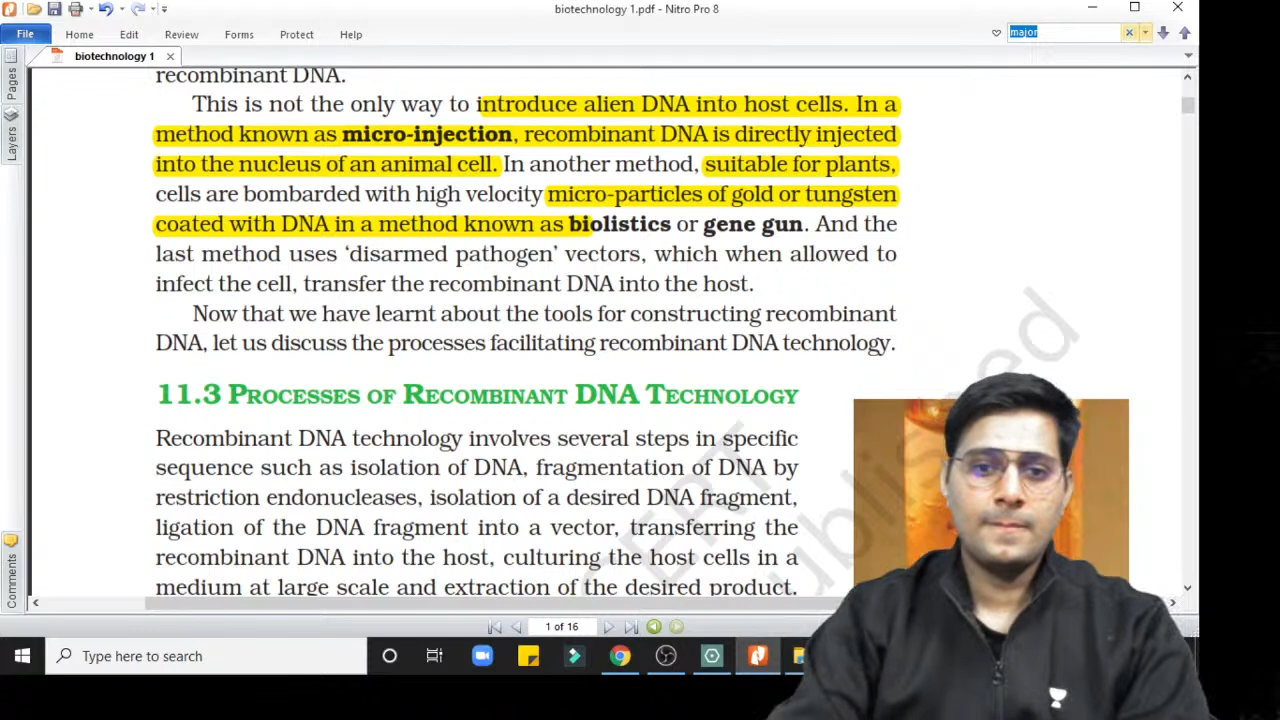 biotechnology 1.pdf - Nitro Pro 8
File Home Edit Review Forms Protect Help
major
biotechnology 1
Pages
Layers
Comments
recombinant DNA.
This is not the only way to introduce alien DNA into host cells. In a
method known as micro-injection, recombinant DNA is directly injected
into the nucleus of an animal cell. In another method, suitable for plants,
cells are bombarded with high velocity micro-particles of gold or tungsten
coated with DNA in a method known as biolistics or gene gun. And the
last method uses ‘disarmed pathogen’ vectors, which when allowed to
infect the cell, transfer the recombinant DNA into the host.
Now that we have learnt about the tools for constructing recombinant
DNA, let us discuss the processes facilitating recombinant DNA technology.
11.3 PROCESSES OF RECOMBINANT DNA TECHNOLOGY
Recombinant DNA technology involves several steps in specific
sequence such as isolation of DNA, fragmentation of DNA by
restriction endonucleases, isolation of a desired DNA fragment,
ligation of the DNA fragment into a vector, transferring the
recombinant DNA into the host, culturing the host cells in a
medium at large scale and extraction of the desired product.
1 of 16
Type here to search